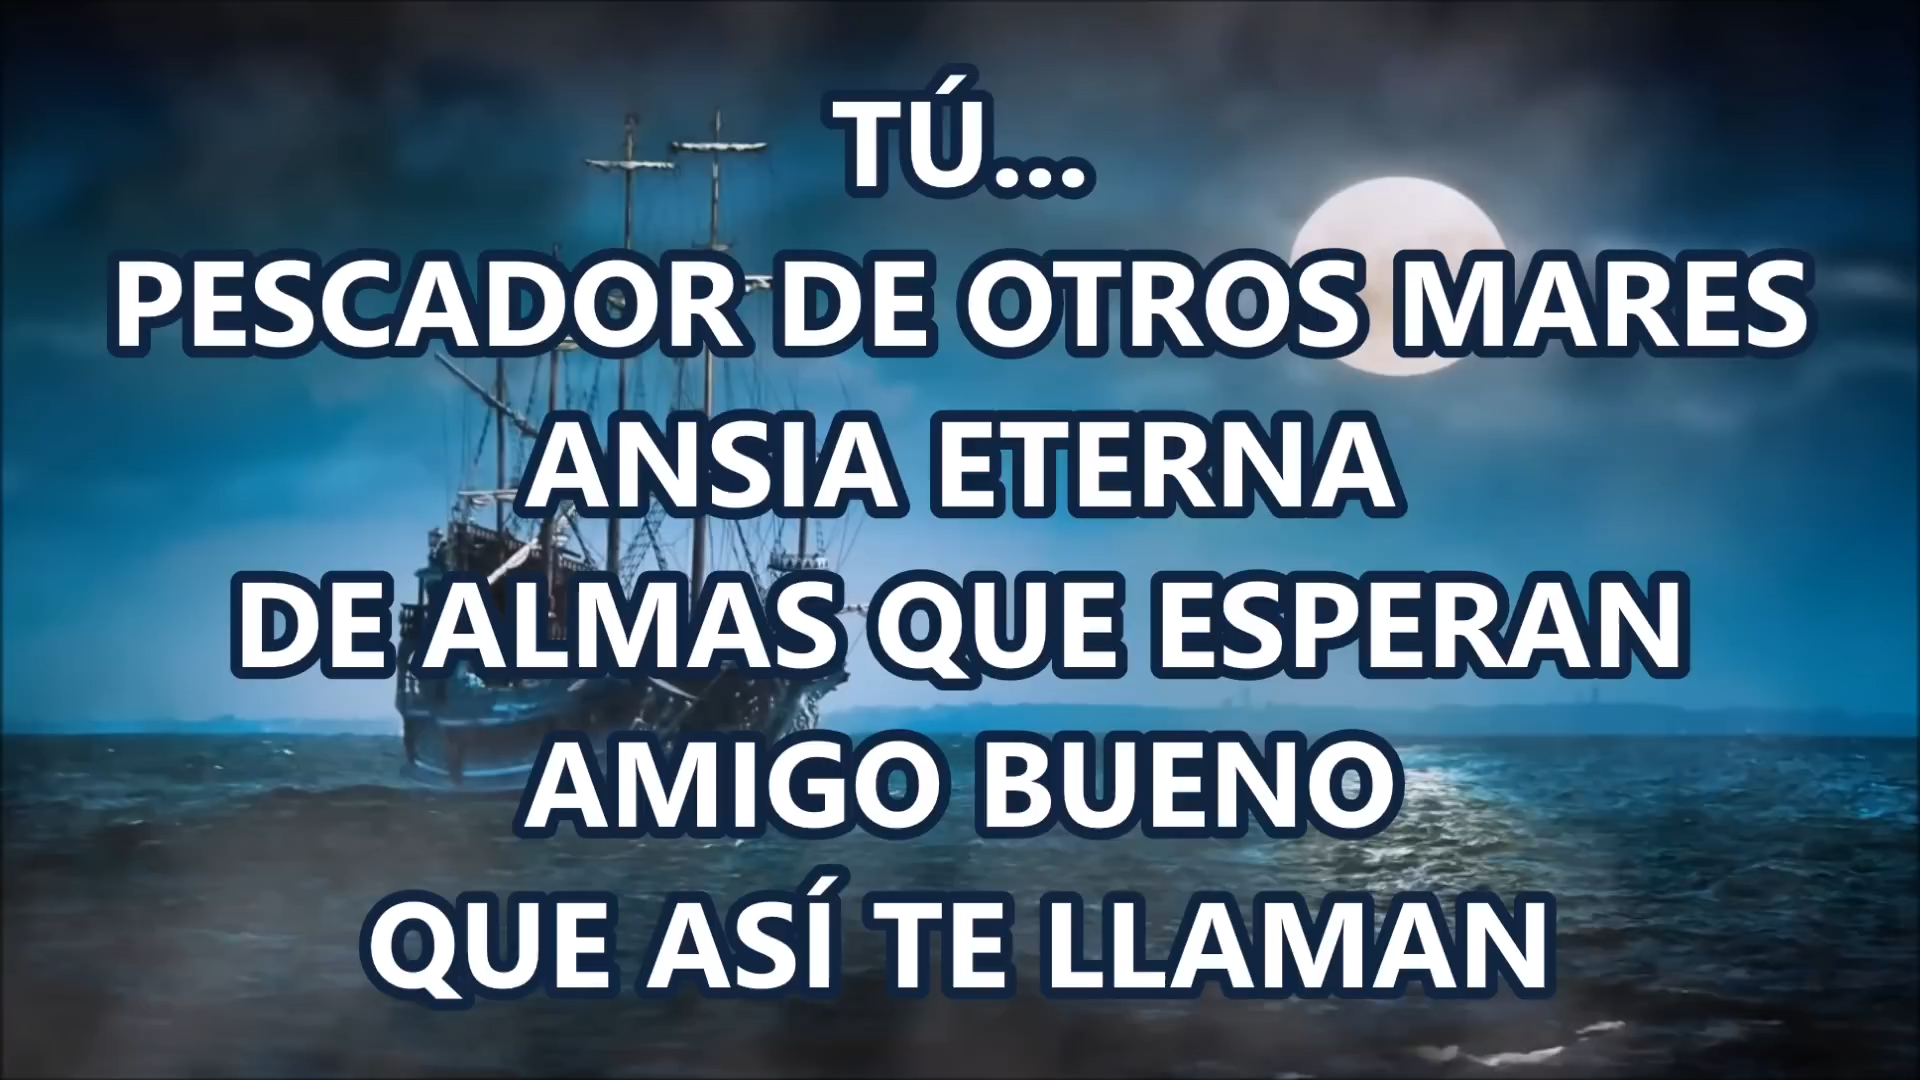 TÚ...
PESCADOR DE OTROS MARES
ANSIA ETERNA
DE ALMAS QUE ESPERAN
AMIGO BUENO
QUE ASÍ TE LLAMAN